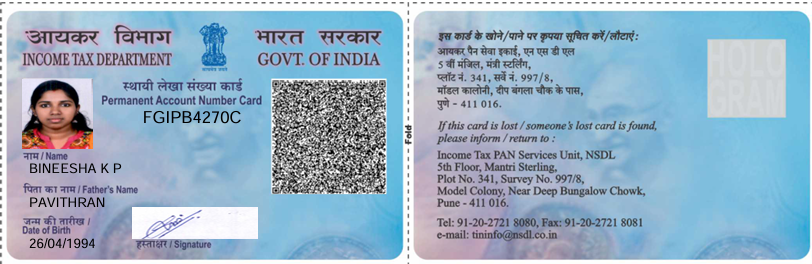 आयकर विभाग
INCOME TAX DEPARTMENT
भारत सरकार
GOVT. OF INDIA
स्थायी लेखा संख्या कार्ड
Permanent Account Number Card
FGIPB4270C
नाम / Name
BINEESHA K P
पिता का नाम / Father's Name
PAVITHRAN
जन्म की तारीख /
Date of Birth
26/04/1994
हस्ताक्षर / Signature
Fold
इस कार्ड के खोने/पाने पर कृपया सूचित करें/लौटाएं:
आयकर पैन सेवा इकाई, एन एस डी एल
5 वीं मंजिल, मंत्री स्टर्लिंग,
प्लॉट नं. 341, सर्वे नं. 997/8,
मॉडल कालोनी, दीप बंगला चौक के पास,
पुणे - 411 016.
If this card is lost / someone's lost card is found,
please inform / return to :
Income Tax PAN Services Unit, NSDL
5th Floor, Mantri Sterling,
Plot No. 341, Survey No. 997/8,
Model Colony, Near Deep Bungalow Chowk,
Pune - 411 016.
Tel: 91-20-2721 8080, Fax: 91-20-2721 8081
e-mail: tininfo@nsdl.co.in
HOLO
GRAM